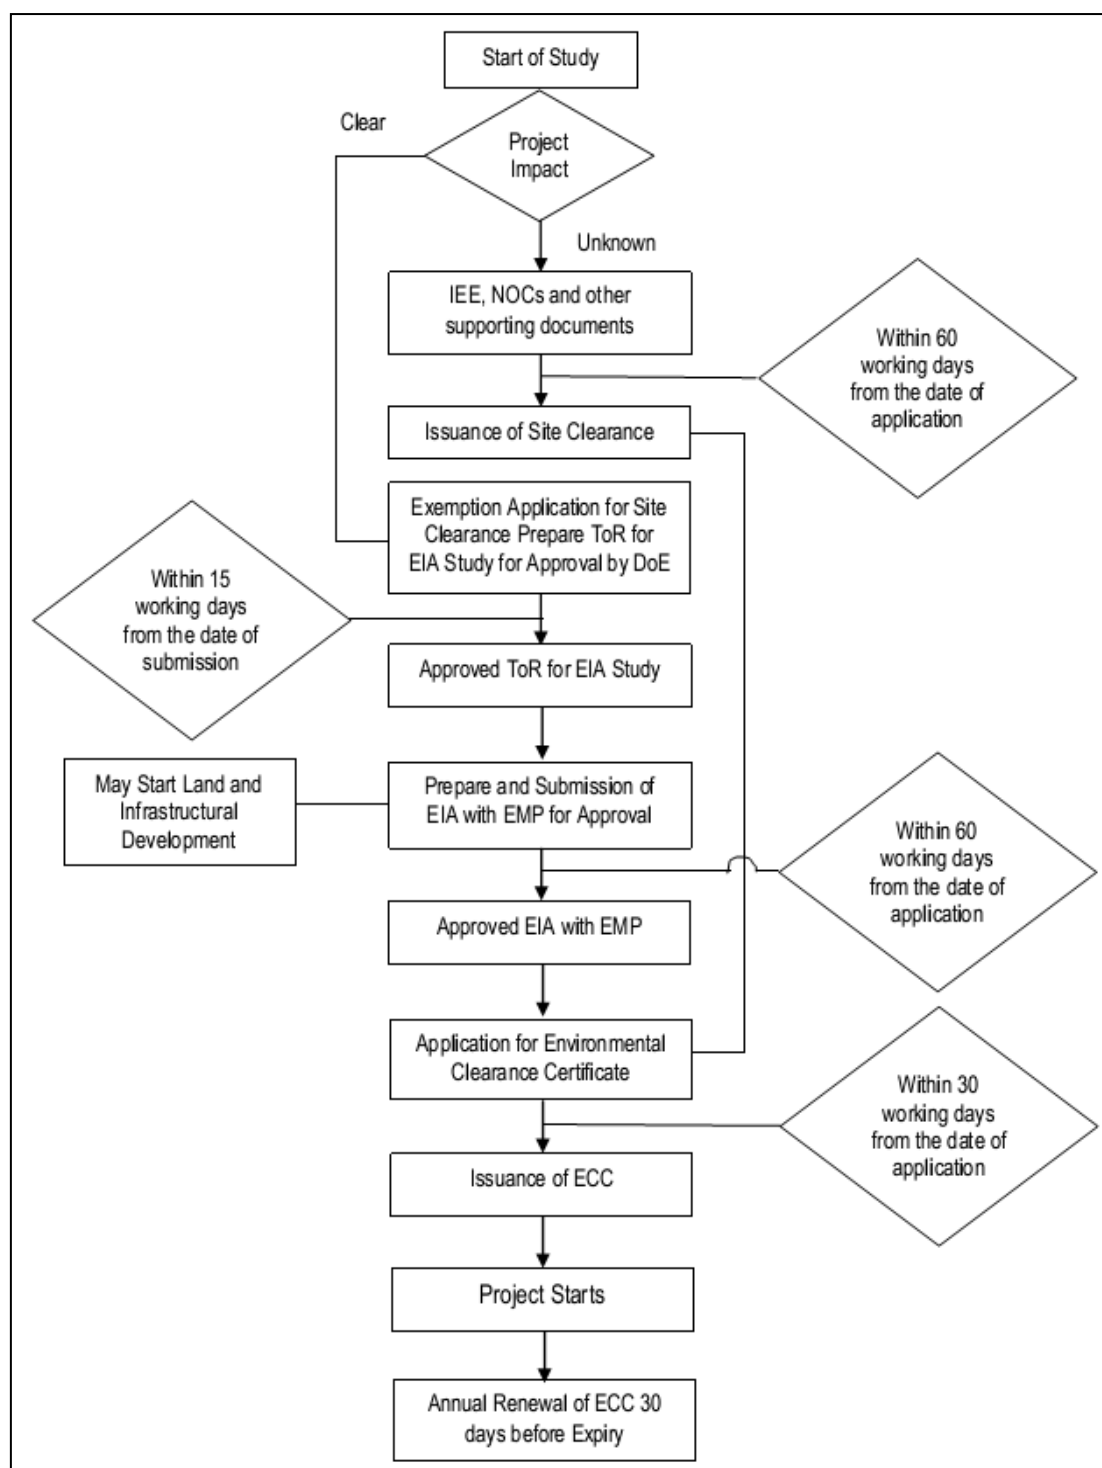 Start of Study
Clear
Project
Impact
Unknown
IEE, NOCs and other
supporting documents
Within 60
working days
from the date of
application
Issuance of Site Clearance
Exemption Application for Site
Clearance Prepare ToR for
EIA Study for Approval by DoE
Within 15
working days
from the date of
submission
Approved ToR for EIA Study
May Start Land and
Infrastructural
Development
Prepare and Submission of
EIA with EMP for Approval
Within 60
working days
from the date of
application
Approved EIA with EMP
Application for Environmental
Clearance Certificate
Within 30
working days
from the date of
application
Issuance of ECC
Project Starts
Annual Renewal of ECC 30
days before Expiry